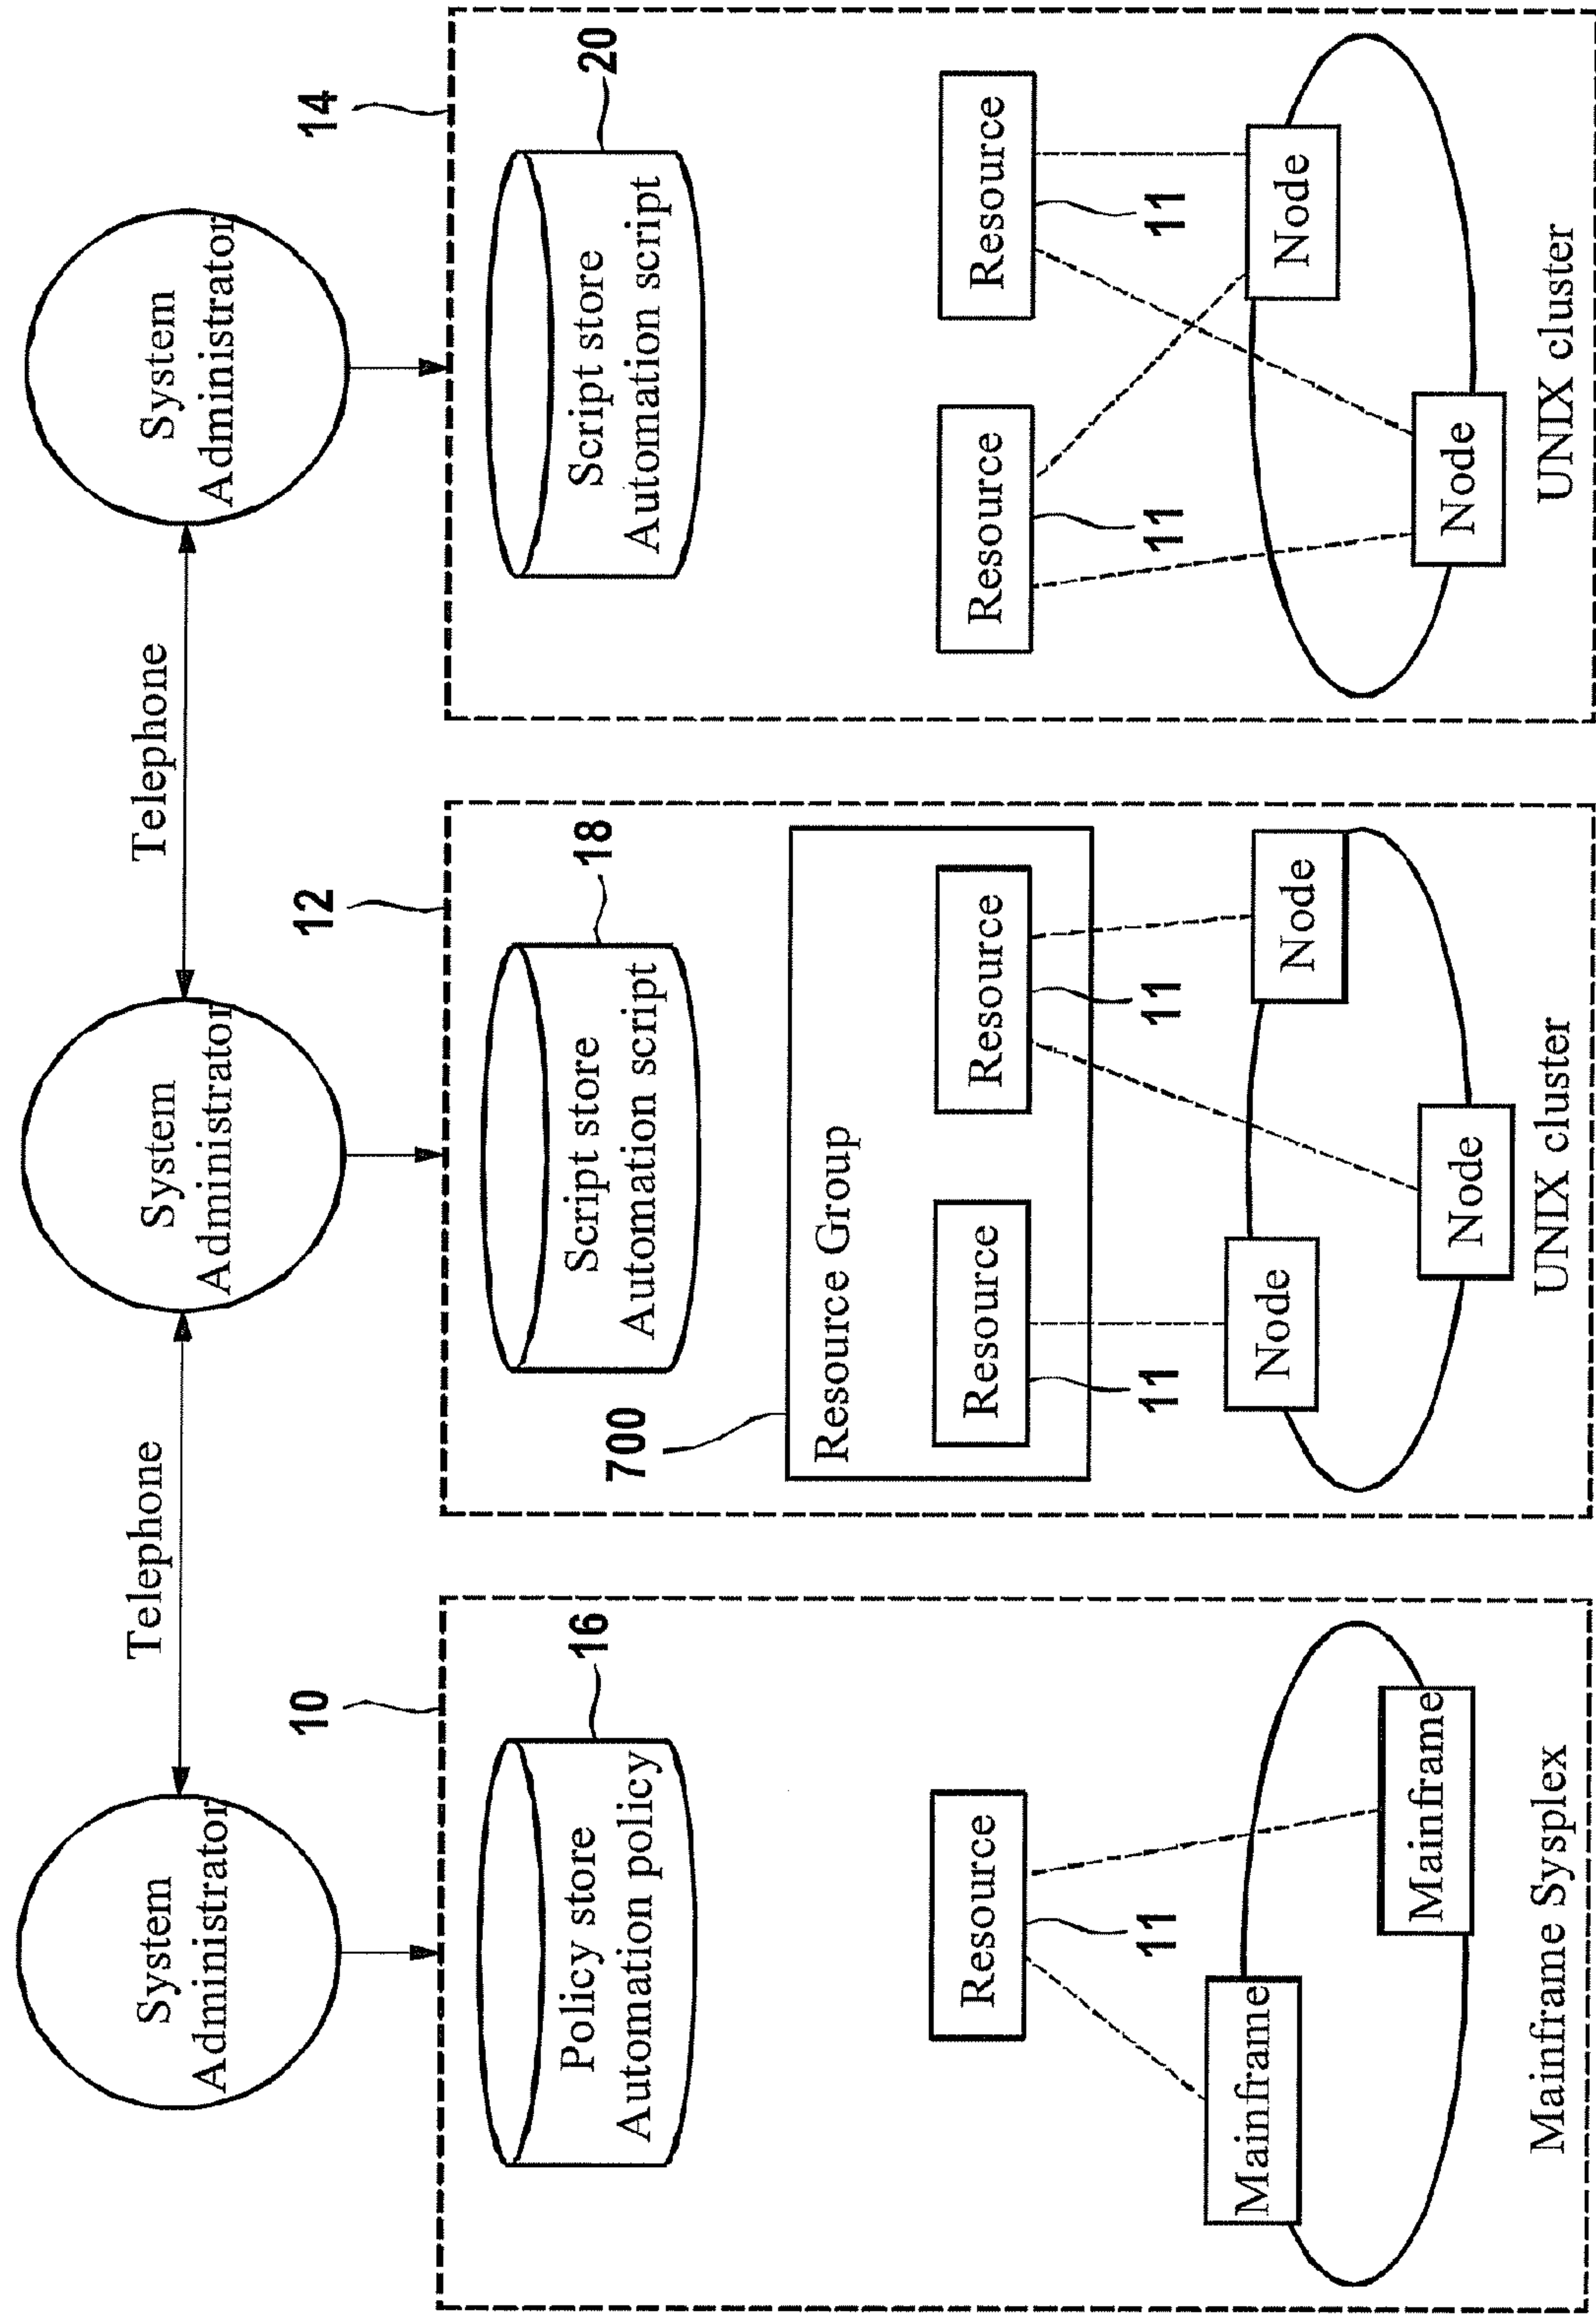 Telephone
Telephone
System
Administrator
System
Administrator
System
Administrator
10
12
14
Policy store
Automation policy
16
Script store
Automation script
18
Script store
Automation script
20
700
Resource Group
Resource
11
Resource
11
Resource
11
Resource
11
Resource
11
Mainframe
Mainframe
Node
Node
Node
Node
Node
Mainframe Sysplex
UNIX cluster
UNIX cluster